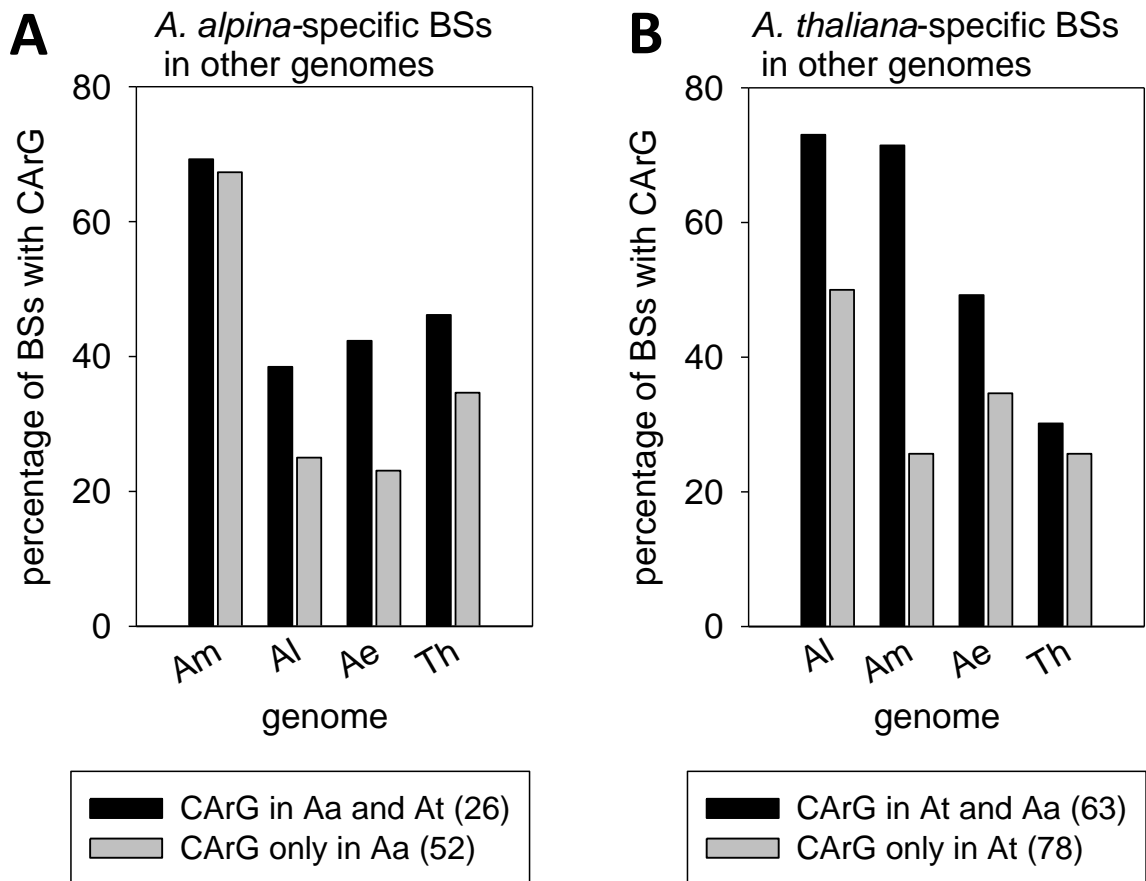 A
A. alpina-specific BSs
in other genomes
percentage of BSs with CArG
80
60
40
20
0
Am
Al
Ae
Th
genome
CArG in Aa and At (26)
CArG only in Aa (52)
B
A. thaliana-specific BSs
in other genomes
percentage of BSs with CArG
80
60
40
20
0
Al
Am
Ae
Th
genome
CArG in At and Aa (63)
CArG only in At (78)